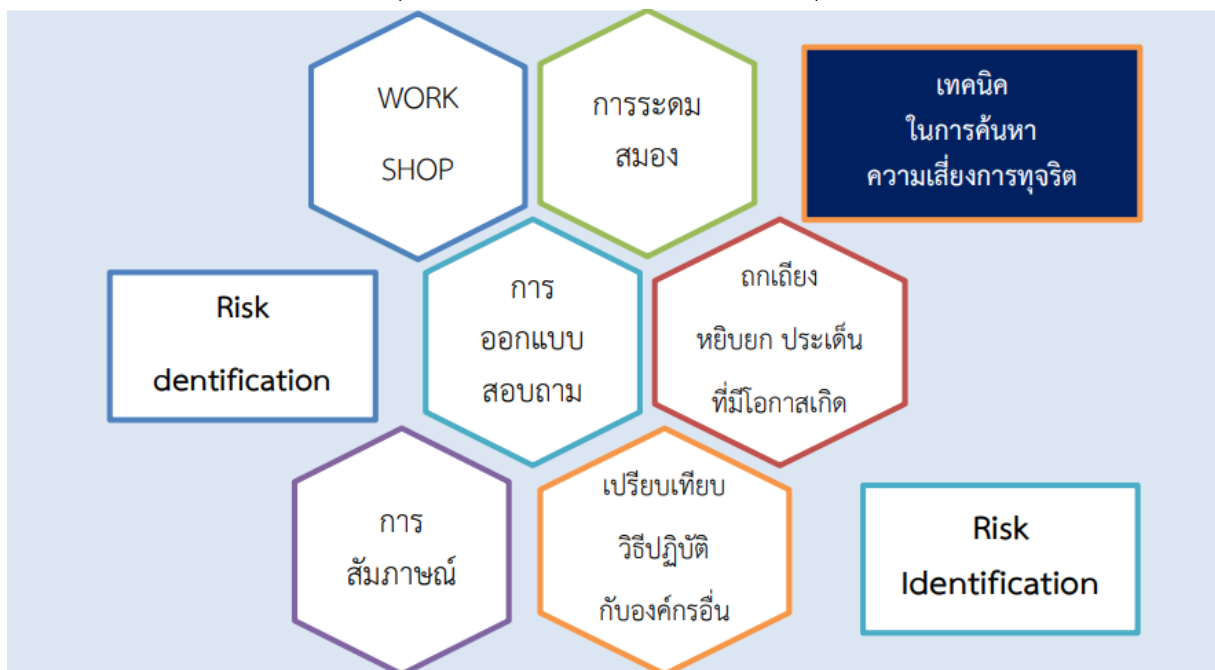 WORK
SHOP
การระดม
สมอง
เทคนิค
ในการค้นหา
ความเสี่ยงการทุจริต
Risk
dentification
การ
ออกแบบ
สอบถาม
ถกเถียง
หยิบยก ประเด็น
ที่มีโอกาสเกิด
การ
สัมภาษณ์
เปรียบเทียบ
วิธีปฏิบัติ
กับองค์กรอื่น
Risk
Identification